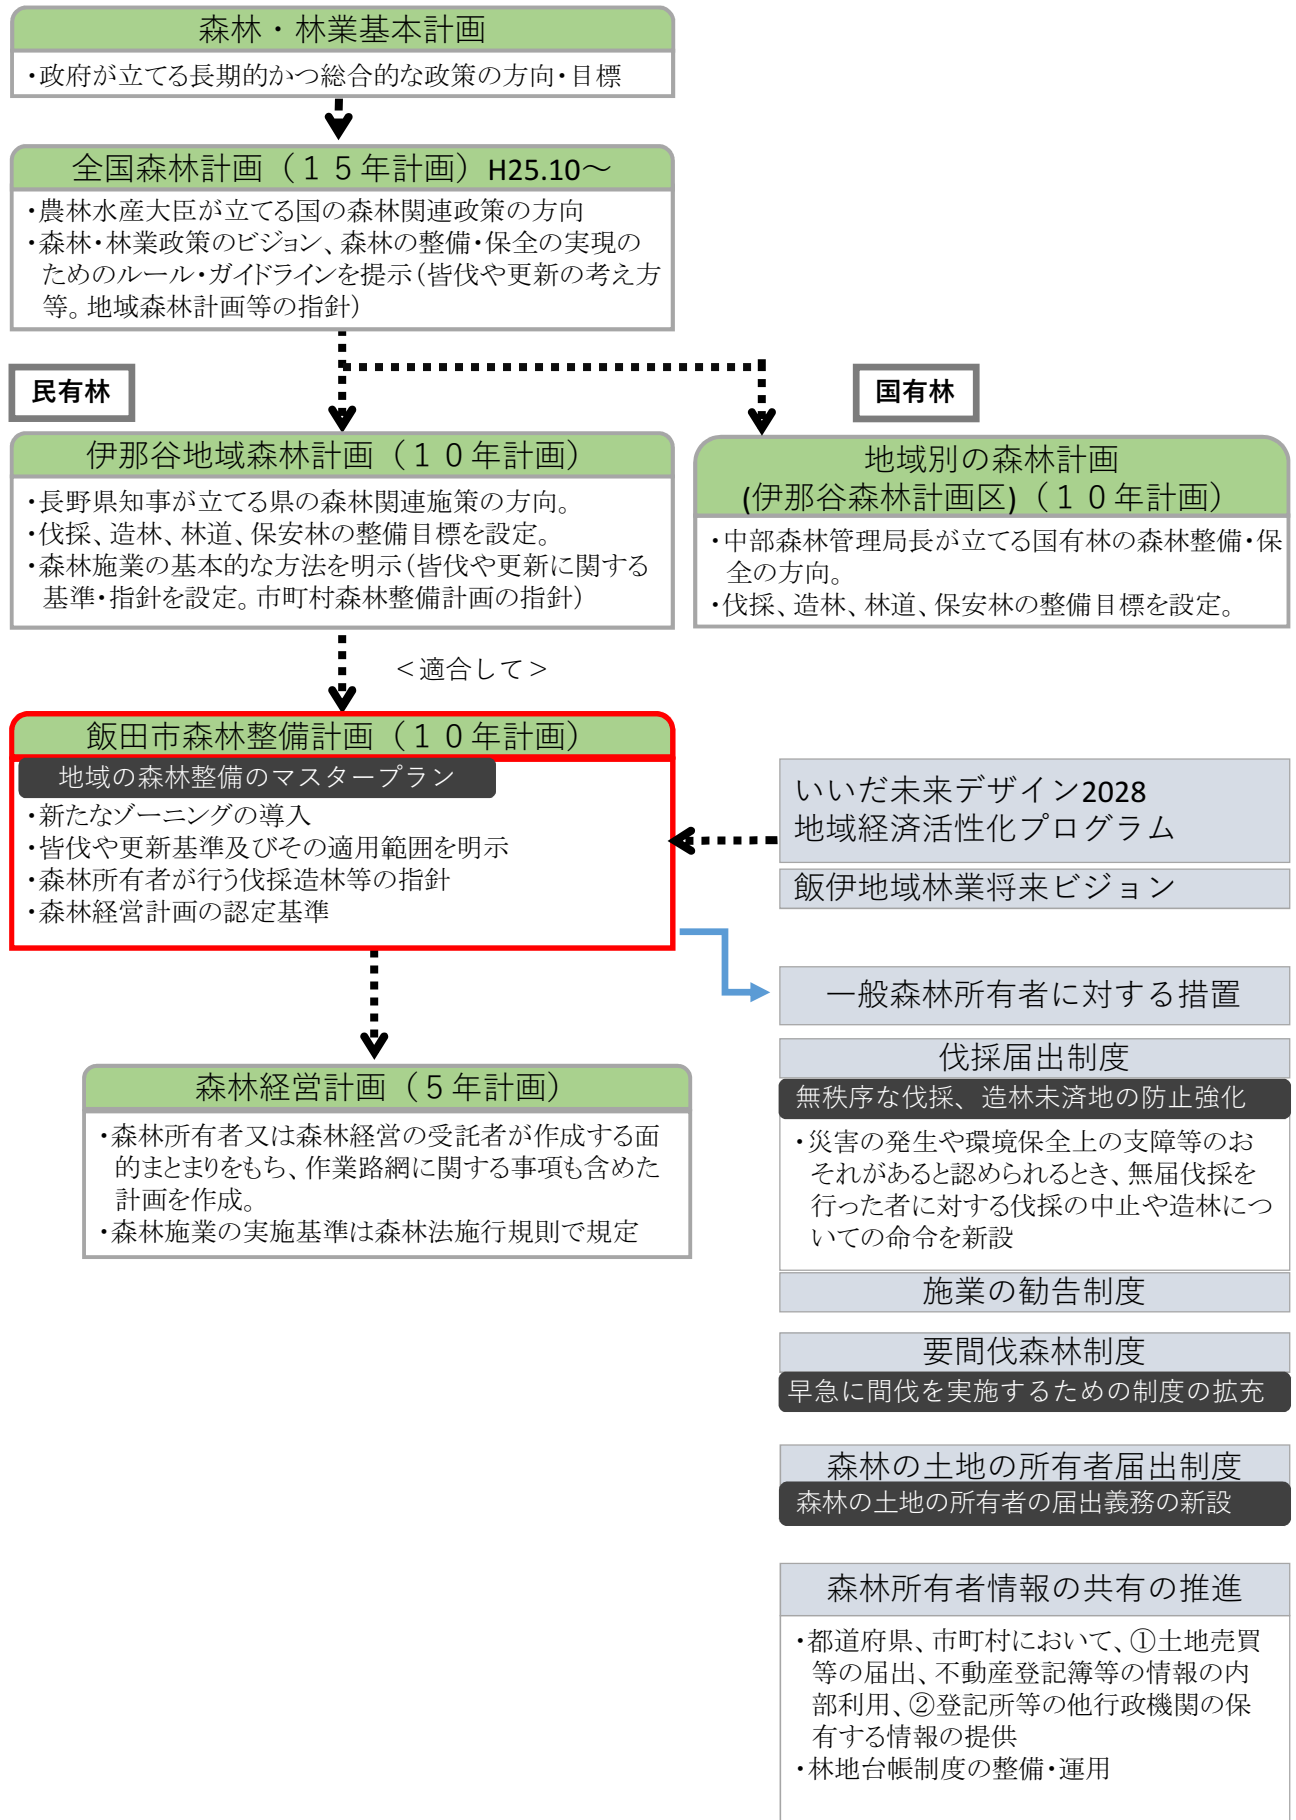 森林・林業基本計画
・政府が立てる長期的かつ総合的な政策の方向・目標
全国森林計画（１５年計画）H25.10～
・農林水産大臣が立てる国の森林関連政策の方向
・森林・林業政策のビジョン、森林の整備・保全の実現の
ためのルール・ガイドラインを提示（皆伐や更新の考え方
等。地域森林計画等の指針）
民有林
国有林
伊那谷地域森林計画（１０年計画）
・長野県知事が立てる県の森林関連施策の方向。
・伐採、造林、林道、保安林の整備目標を設定。
・森林施業の基本的な方法を明示（皆伐や更新に関する
基準・指針を設定。市町村森林整備計画の指針）
地域別の森林計画
(伊那谷森林計画区)（１０年計画）
・中部森林管理局長が立てる国有林の森林整備・保
全の方向。
・伐採、造林、林道、保安林の整備目標を設定。
＜適合して＞
飯田市森林整備計画（１０年計画）
地域の森林整備のマスタープラン
・新たなゾーニングの導入
・皆伐や更新基準及びその適用範囲を明示
・森林所有者が行う伐採造林等の指針
・森林経営計画の認定基準
いいだ未来デザイン2028
地域経済活性化プログラム
飯伊地域林業将来ビジョン
森林経営計画（５年計画）
・森林所有者又は森林経営の受託者が作成する面
的まとまりをもち、作業路網に関する事項も含めた
計画を作成。
・森林施業の実施基準は森林法施行規則で規定
一般森林所有者に対する措置
伐採届出制度
無秩序な伐採、造林未済地の防止強化
・災害の発生や環境保全上の支障等のお
それがあると認められるとき、無届伐採を
行った者に対する伐採の中止や造林につ
いての命令を新設
施業の勧告制度
要間伐森林制度
早急に間伐を実施するための制度の拡充
森林の土地の所有者届出制度
森林の土地の所有者の届出義務の新設
森林所有者情報の共有の推進
・都道府県、市町村において、①土地売買
等の届出、不動産登記簿等の情報の内
部利用、②登記所等の他行政機関の保
有する情報の提供
・林地台帳制度の整備・運用